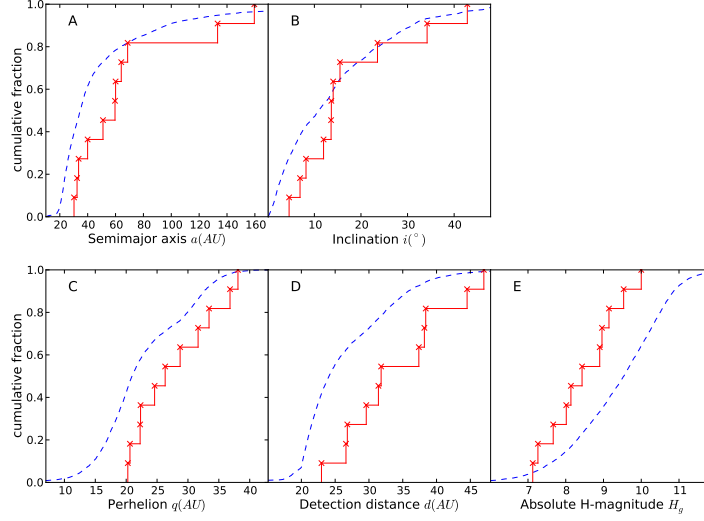 1.0
0.8
0.6
0.4
0.2
0.0
cumulative fraction
A
20 40 60 80 100 120 140 160
Semimajor axis a(AU)
B
10 20 30 40
Inclination i(°)
1.0
0.8
0.6
0.4
0.2
0.0
cumulative fraction
C
10 15 20 25 30 35 40
Perhelion q(AU)
D
20 25 30 35 40 45
Detection distance d(AU)
E
7 8 9 10 11
6
Absolute H-magnitude H_g